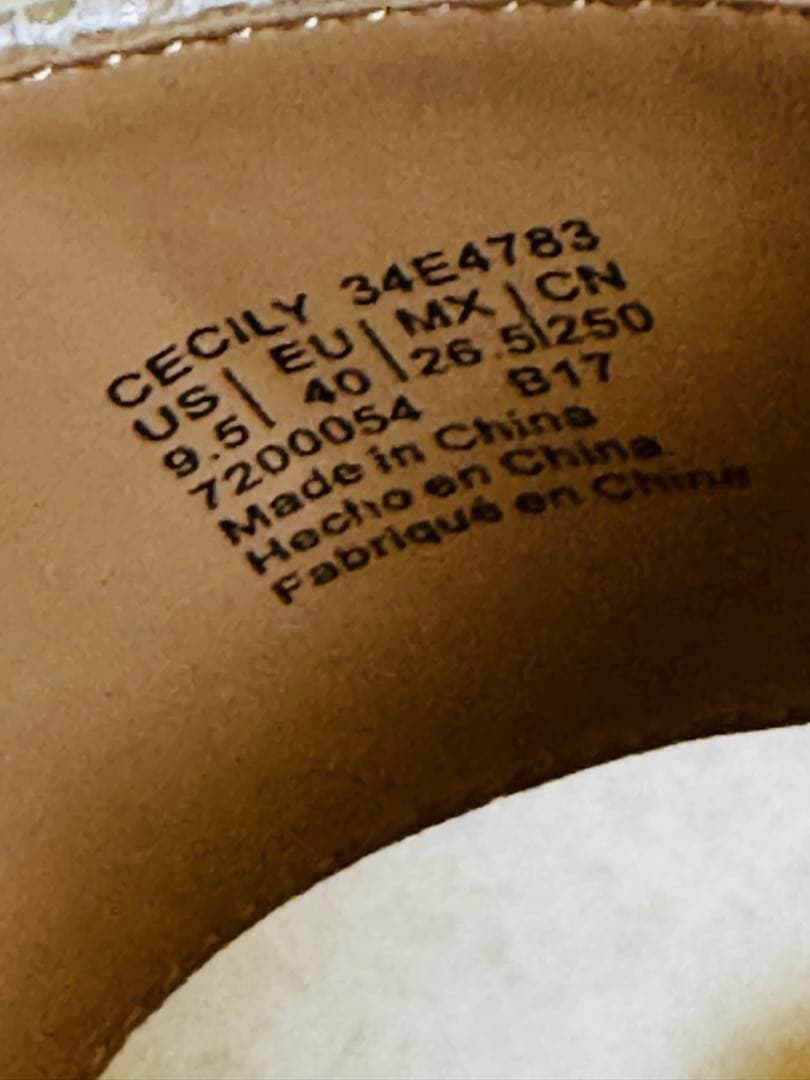 CECILY 34E4783
US | EU | MX | CN
9.5 | 40 | 26.5 | 250
7200054 B17
Made in China
Hecho en China
Fabriqué en Chine